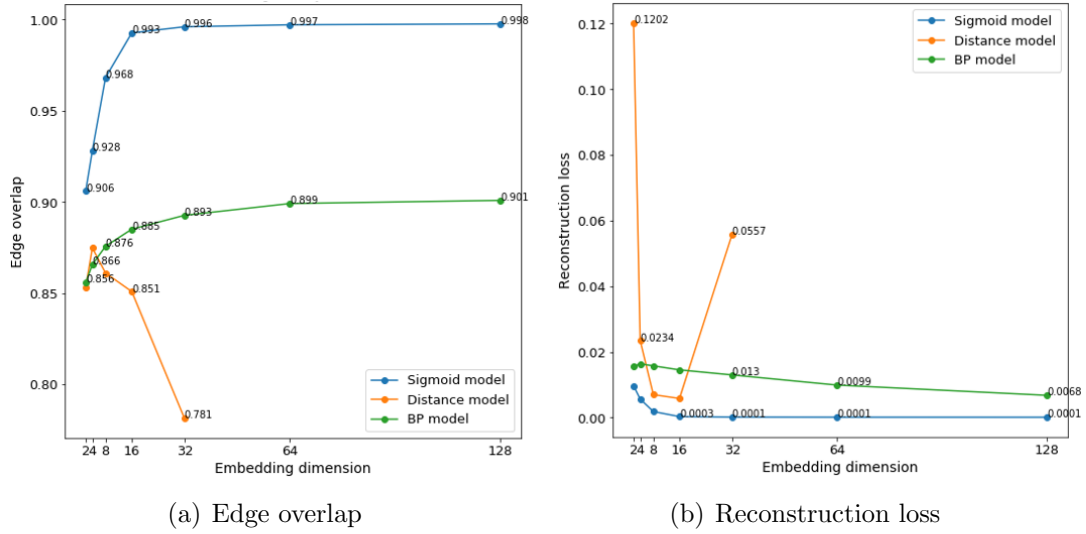 1.00
0.95
0.90
0.85
0.80
Edge overlap
0.906
0.928
0.968
0.993
0.996
0.997
0.998
0.856
0.866
0.876
0.885
0.893
0.899
0.901
0.851
0.781
Sigmoid model
Distance model
BP model
2 4 8 16 32 64 128
Embedding dimension
(a) Edge overlap
0.12
0.10
0.08
0.06
0.04
0.02
0.00
Reconstruction loss
0.1202
0.0234
0.0557
0.013
0.0099
0.0068
0.0003
0.0001
0.0001
0.0001
Sigmoid model
Distance model
BP model
2 4 8 16 32 64 128
Embedding dimension
(b) Reconstruction loss